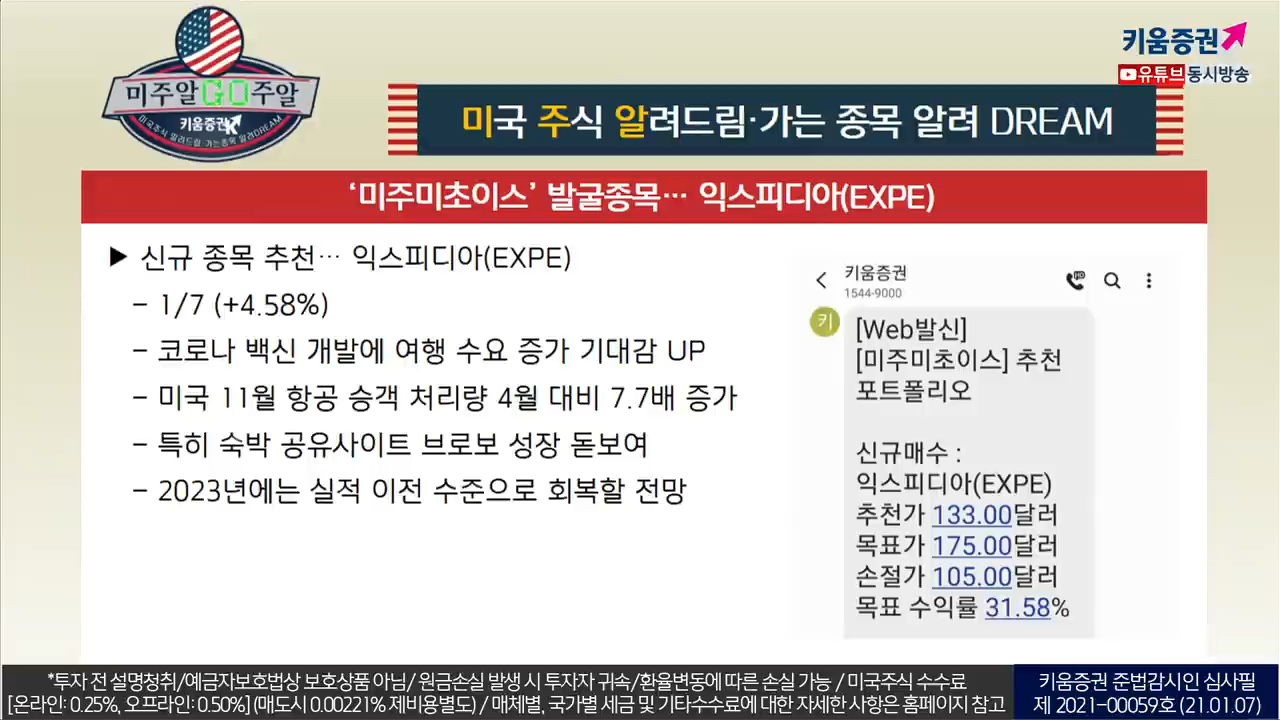 미주알GO주알
키움증권
미국주식 알려드림·가는종목 알려DREAM
키움증권
유튜브동시방송
미국 주식 알려드림·가는 종목 알려 DREAM
‘미주미초이스’ 발굴종목… 익스피디아(EXPE)
▶ 신규 종목 추천… 익스피디아(EXPE)
– 1/7 (+4.58%)
– 코로나 백신 개발에 여행 수요 증가 기대감 UP
– 미국 11월 항공 승객 처리량 4월 대비 7.7배 증가
– 특히 숙박 공유사이트 브로보 성장 돋보여
– 2023년에는 실적 이전 수준으로 회복할 전망
키움증권
1544-9000
키
[Web발신]
[미주미초이스] 추천
포트폴리오
신규매수 :
익스피디아(EXPE)
추천가 133.00달러
목표가 175.00달러
손절가 105.00달러
목표 수익률 31.58%
*투자 전 설명청취/예금자보호법상 보호상품 아님/ 원금손실 발생 시 투자자 귀속/환율변동에 따른 손실 가능 / 미국주식 수수료
[온라인: 0.25%, 오프라인: 0.50%] (매도시 0.00221% 제비용별도) / 매체별, 국가별 세금 및 기타수수료에 대한 자세한 사항은 홈페이지 참고
키움증권 준법감시인 심사필
제 2021-00059호 (21.01.07)